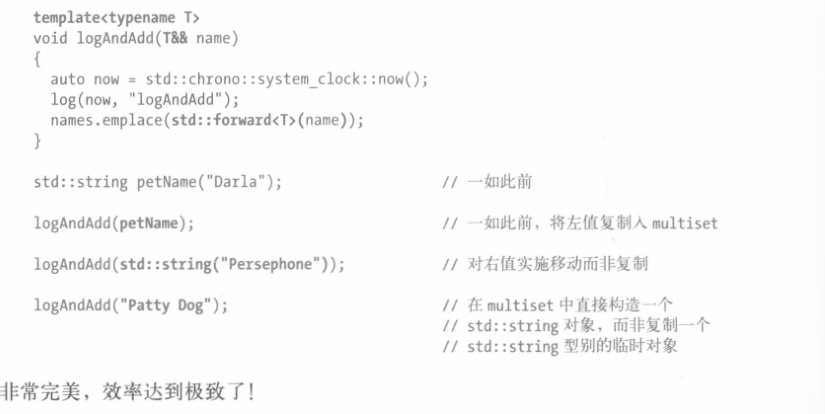 template<typename T>
void logAndAdd(T&& name)
{
  auto now = std::chrono::system_clock::now();
  log(now, "logAndAdd");
  names.emplace(std::forward<T>(name));
}
std::string petName("Darla"); // 一如此前
logAndAdd(petName); // 一如此前，将左值复制入 multiset
logAndAdd(std::string("Persephone")); // 对右值实施移动而非复制
logAndAdd("Patty Dog"); // 在 multiset 中直接构造一个
// std::string 对象，而非复制一个
// std::string 型别的临时对象
非常完美，效率达到极致了！